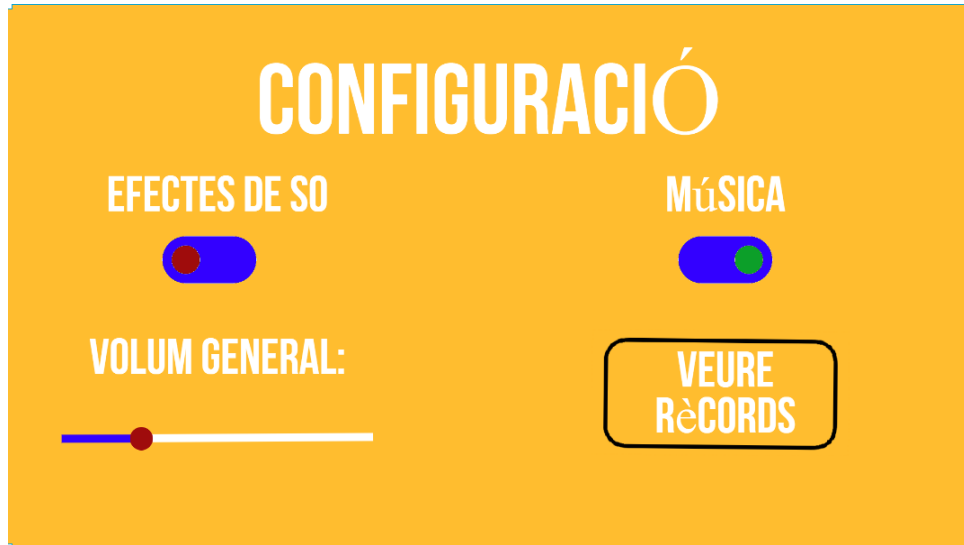 CONFIGURACIÓ
EFECTES DE SO
MúSICA
VOLUM GENERAL:
VEURE
RèCORDS